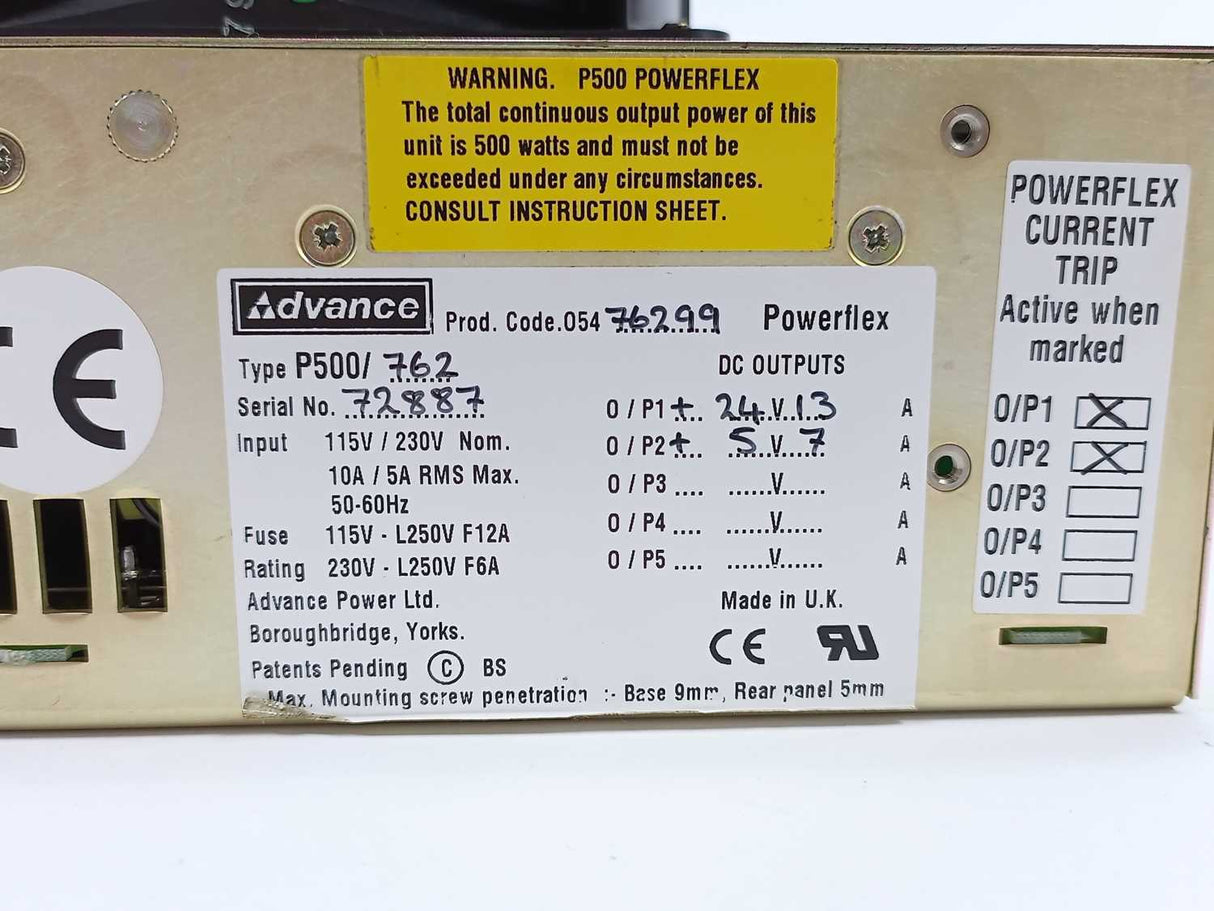 WARNING. P500 POWERFLEX
The total continuous output power of this
unit is 500 watts and must not be
exceeded under any circumstances.
CONSULT INSTRUCTION SHEET.
POWERFLEX
CURRENT
TRIP
Active when
marked
O/P1
O/P2
O/P3
O/P4
O/P5
CE
Advance Prod. Code.054 76299 Powerflex
Type P500/ 762
Serial No. 72887
Input 115V / 230V Nom.
10A / 5A RMS Max.
50-60Hz
Fuse 115V - L250V F12A
Rating 230V - L250V F6A
Advance Power Ltd.
Boroughbridge, Yorks.
Patents Pending © BS
DC OUTPUTS
O / P1 +.. 24.V.13 A
O / P2 +... ...5..V....7 A
O / P3 .... ......V...... A
O / P4 .... ......V...... A
O / P5 .... ......V...... A
Made in U.K.
CE RU
Max. Mounting screw penetration :- Base 9mm, Rear panel 5mm